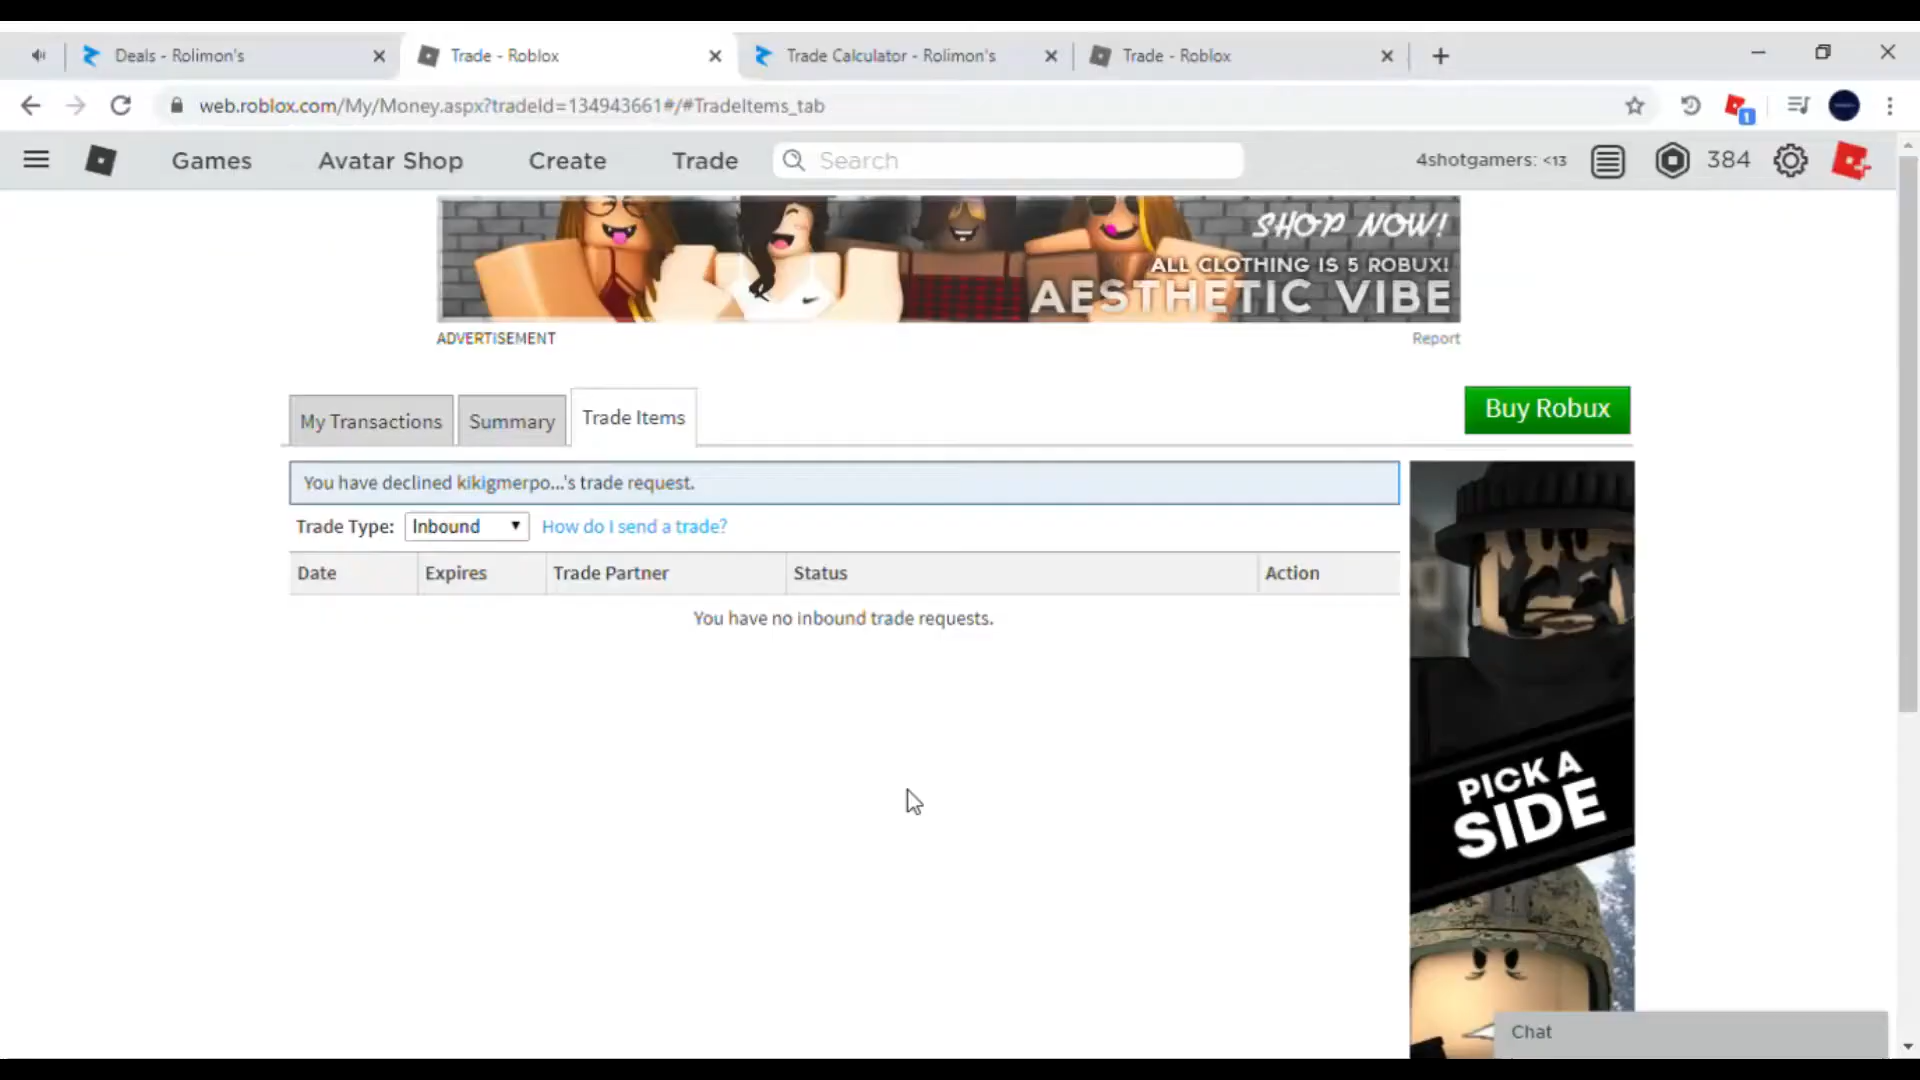 Deals - Rolimon's
Trade - Roblox
Trade Calculator - Rolimon's
Trade - Roblox
web.roblox.com/My/Money.aspx?tradeId=134943661#/#TradeItems_tab
1
Games
Avatar Shop
Create
Trade
Search
4shotgamers: <13
384
SHOP NOW!
ALL CLOTHING IS 5 ROBUX!
AESTHETIC VIBE
ADVERTISEMENT
Report
My Transactions
Summary
Trade Items
Buy Robux
You have declined kikigmerpo...'s trade request.
Trade Type: Inbound
How do I send a trade?
Date
Expires
Trade Partner
Status
Action
You have no inbound trade requests.
PICK A
SIDE
Chat